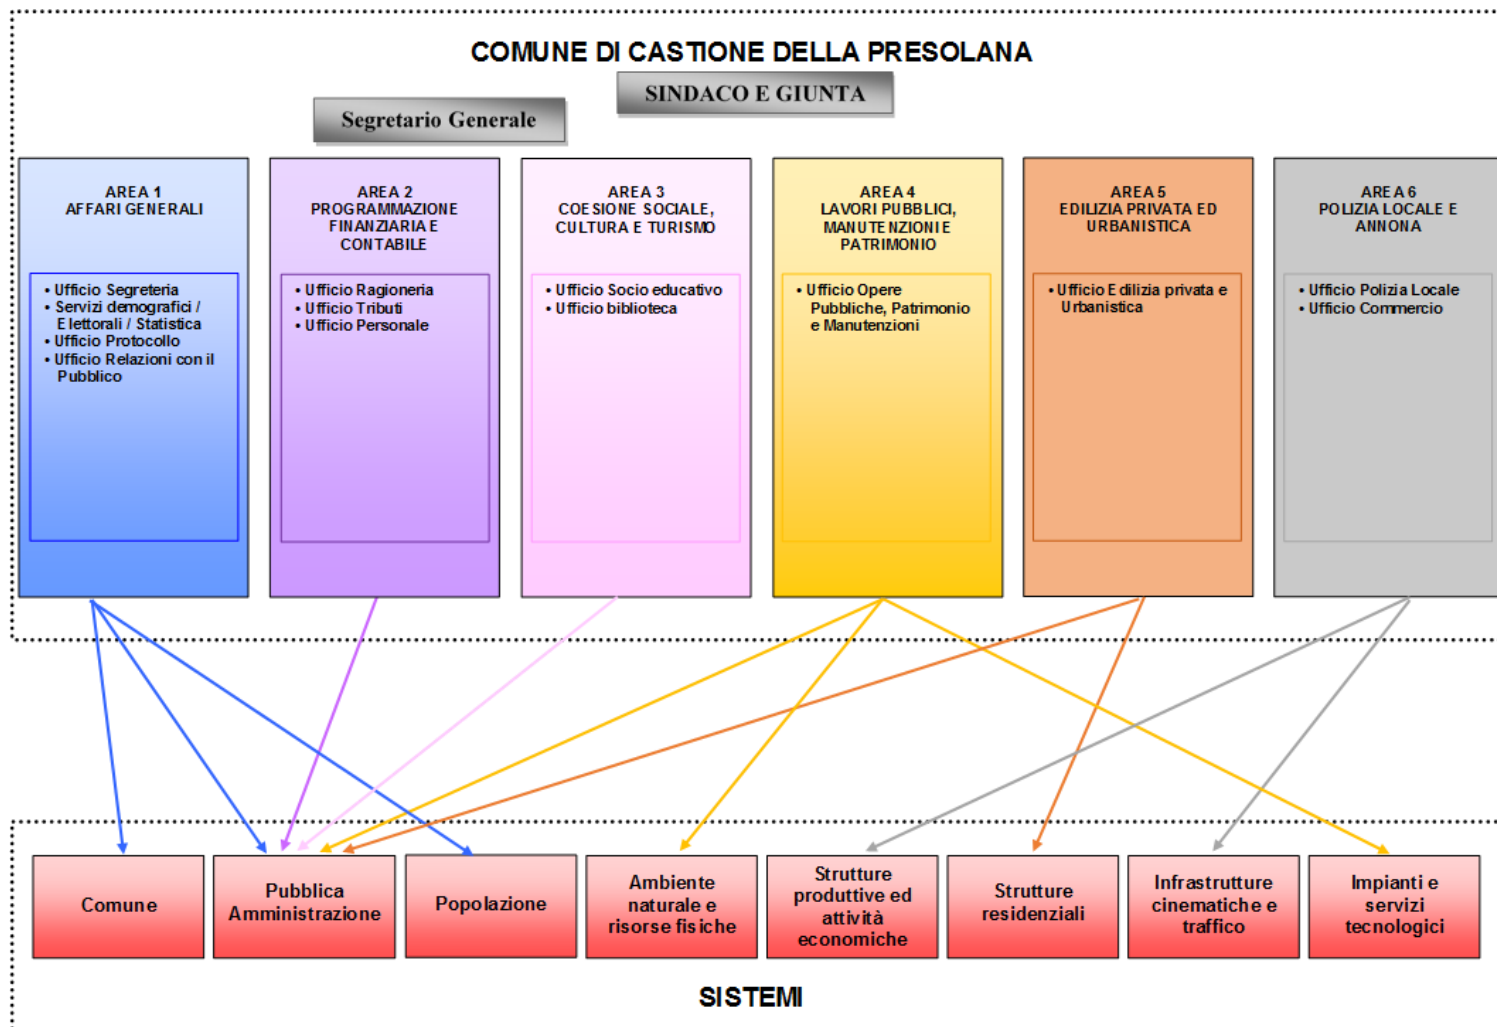 COMUNE DI CASTIONE DELLA PRESOLANA
SINDACO E GIUNTA
Segretario Generale
AREA 1
AFFARI GENERALI
• Ufficio Segreteria
• Servizi demografici /
Elettorali / Statistica
• Ufficio Protocollo
• Ufficio Relazioni con il
Pubblico
AREA 2
PROGRAMMAZIONE
FINANZIARIA E
CONTABILE
• Ufficio Ragioneria
• Ufficio Tributi
• Ufficio Personale
AREA 3
COESIONE SOCIALE,
CULTURA E TURISMO
• Ufficio Socio educativo
• Ufficio biblioteca
AREA 4
LAVORI PUBBLICI,
MANUTENZIONI E
PATRIMONIO
• Ufficio Opere
Pubbliche, Patrimonio
e Manutenzioni
AREA 5
EDILIZIA PRIVATA ED
URBANISTICA
• Ufficio Edilizia privata e
Urbanistica
AREA 6
POLIZIA LOCALE E
ANNONA
• Ufficio Polizia Locale
• Ufficio Commercio
Comune
Pubblica
Amministrazione
Popolazione
Ambiente
naturale e
risorse fisiche
Strutture
produttive ed
attività
economiche
Strutture
residenziali
Infrastrutture
cinematiche e
traffico
Impianti e
servizi
tecnologici
SISTEMI